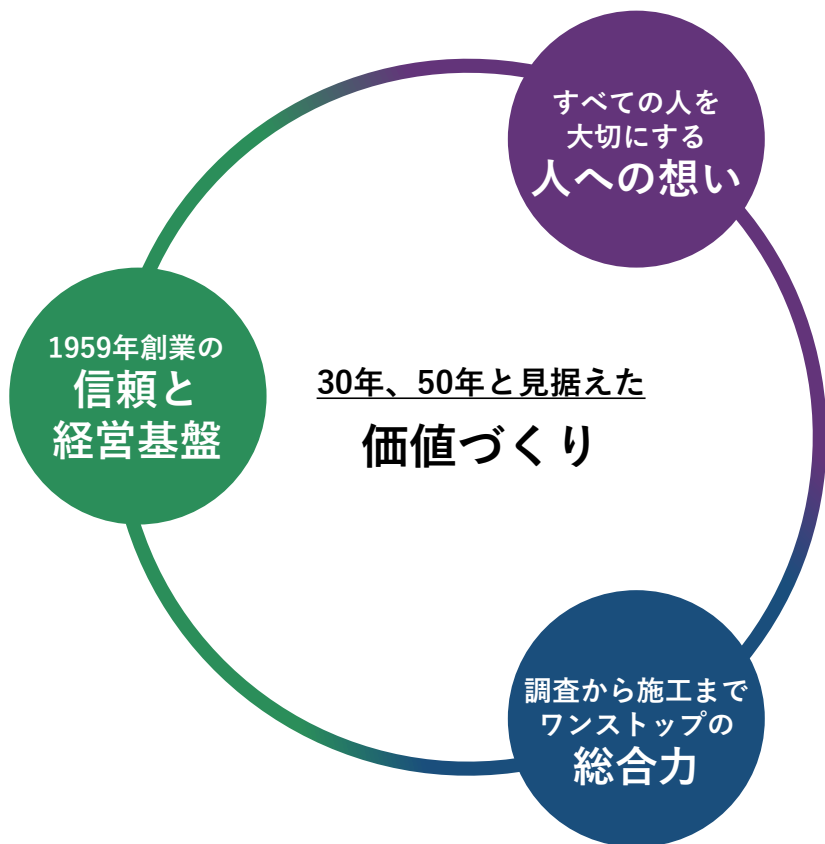 すべての人を
大切にする
人への想い
1959年創業の
信頼と
経営基盤
30年、50年と見据えた
価値づくり
調査から施工まで
ワンストップの
総合力